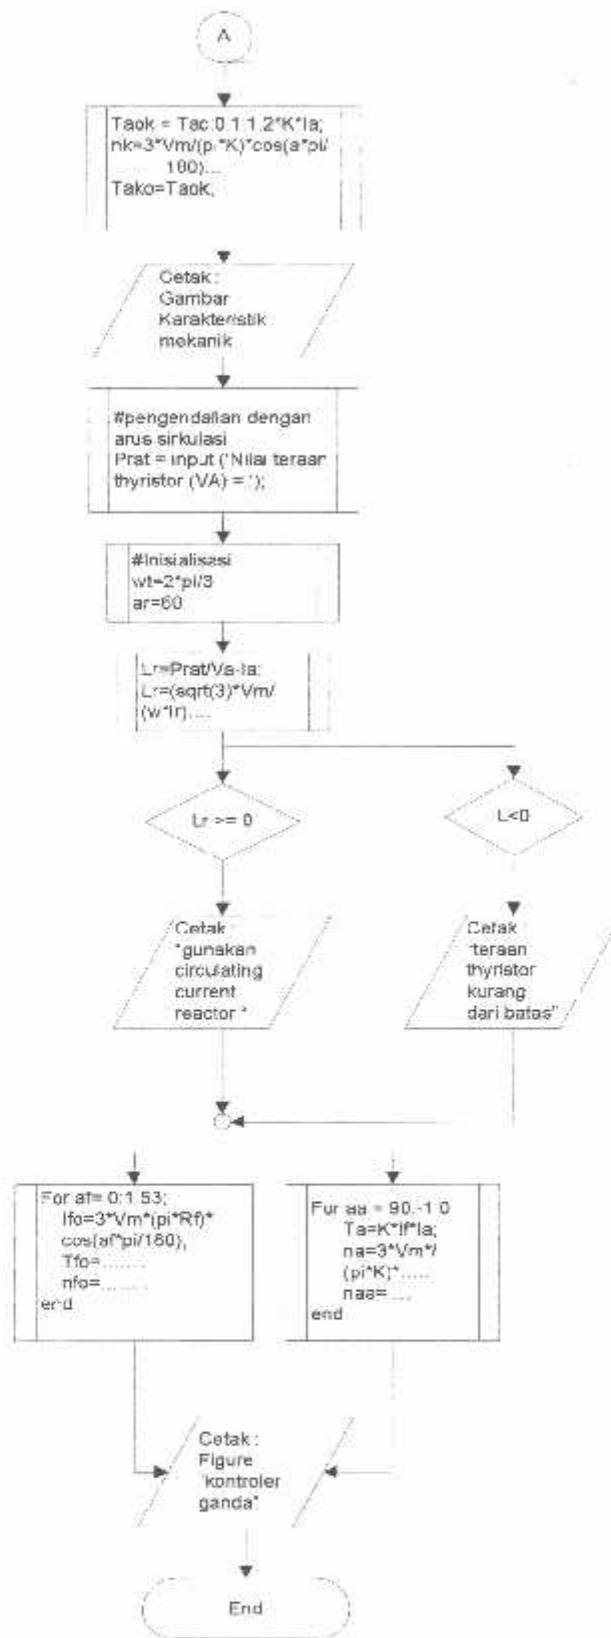 A
Taok = Tac:0.1:1.2*K*Ia;
nk=3*Vm/(pi*K)*cos(a*pi/
180)...
Tako=Taok;
Cetak :
Gambar
Karakteristik
mekanik
#pengendalian dengan
arus sirkulasi
Prat = input ('Nilai teraan
thyristor (VA) = ');
#Inisialisasi
wt=2*pi/3
ar=60
Lr=Prat/Va-Ia;
Lr=(sqrt(3)*Vm/
(w*Ir)....
Lr >= 0
L<0
Cetak :
"gunakan
circulating
current
reactor "
Cetak :
"teraan
thyristor
kurang
dari batas"
For af= 0:1:53;
Ifo=3*Vm*(pi*Rf)*
cos(af*pi/180);
Tfo=.......
nfo=........
end
For aa = 90:-1:0
Ta=K*If*Ia;
na=3*Vm*/
(pi*K)*.....
naa=....
end
Cetak :
Figure
"kontroler
ganda"
End